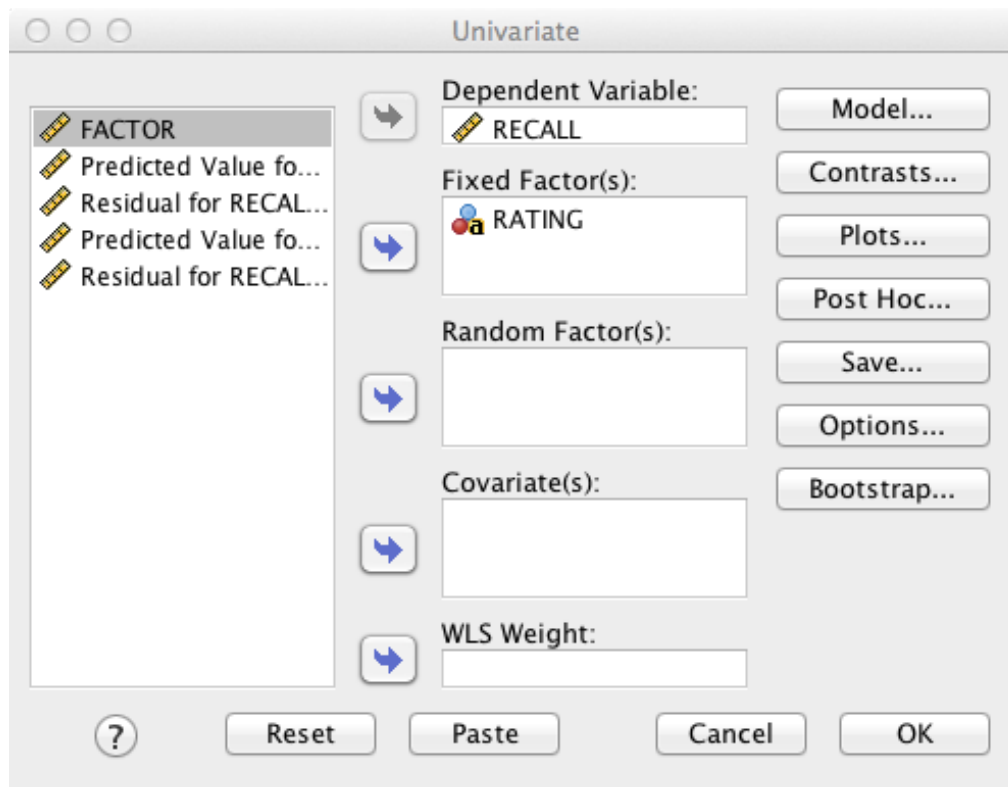 Univariate
FACTOR
Predicted Value fo...
Residual for RECAL...
Predicted Value fo...
Residual for RECAL...
Dependent Variable:
RECALL
Fixed Factor(s):
a RATING
Random Factor(s):
Covariate(s):
WLS Weight:
Model...
Contrasts...
Plots...
Post Hoc...
Save...
Options...
Bootstrap...
? Reset Paste Cancel OK